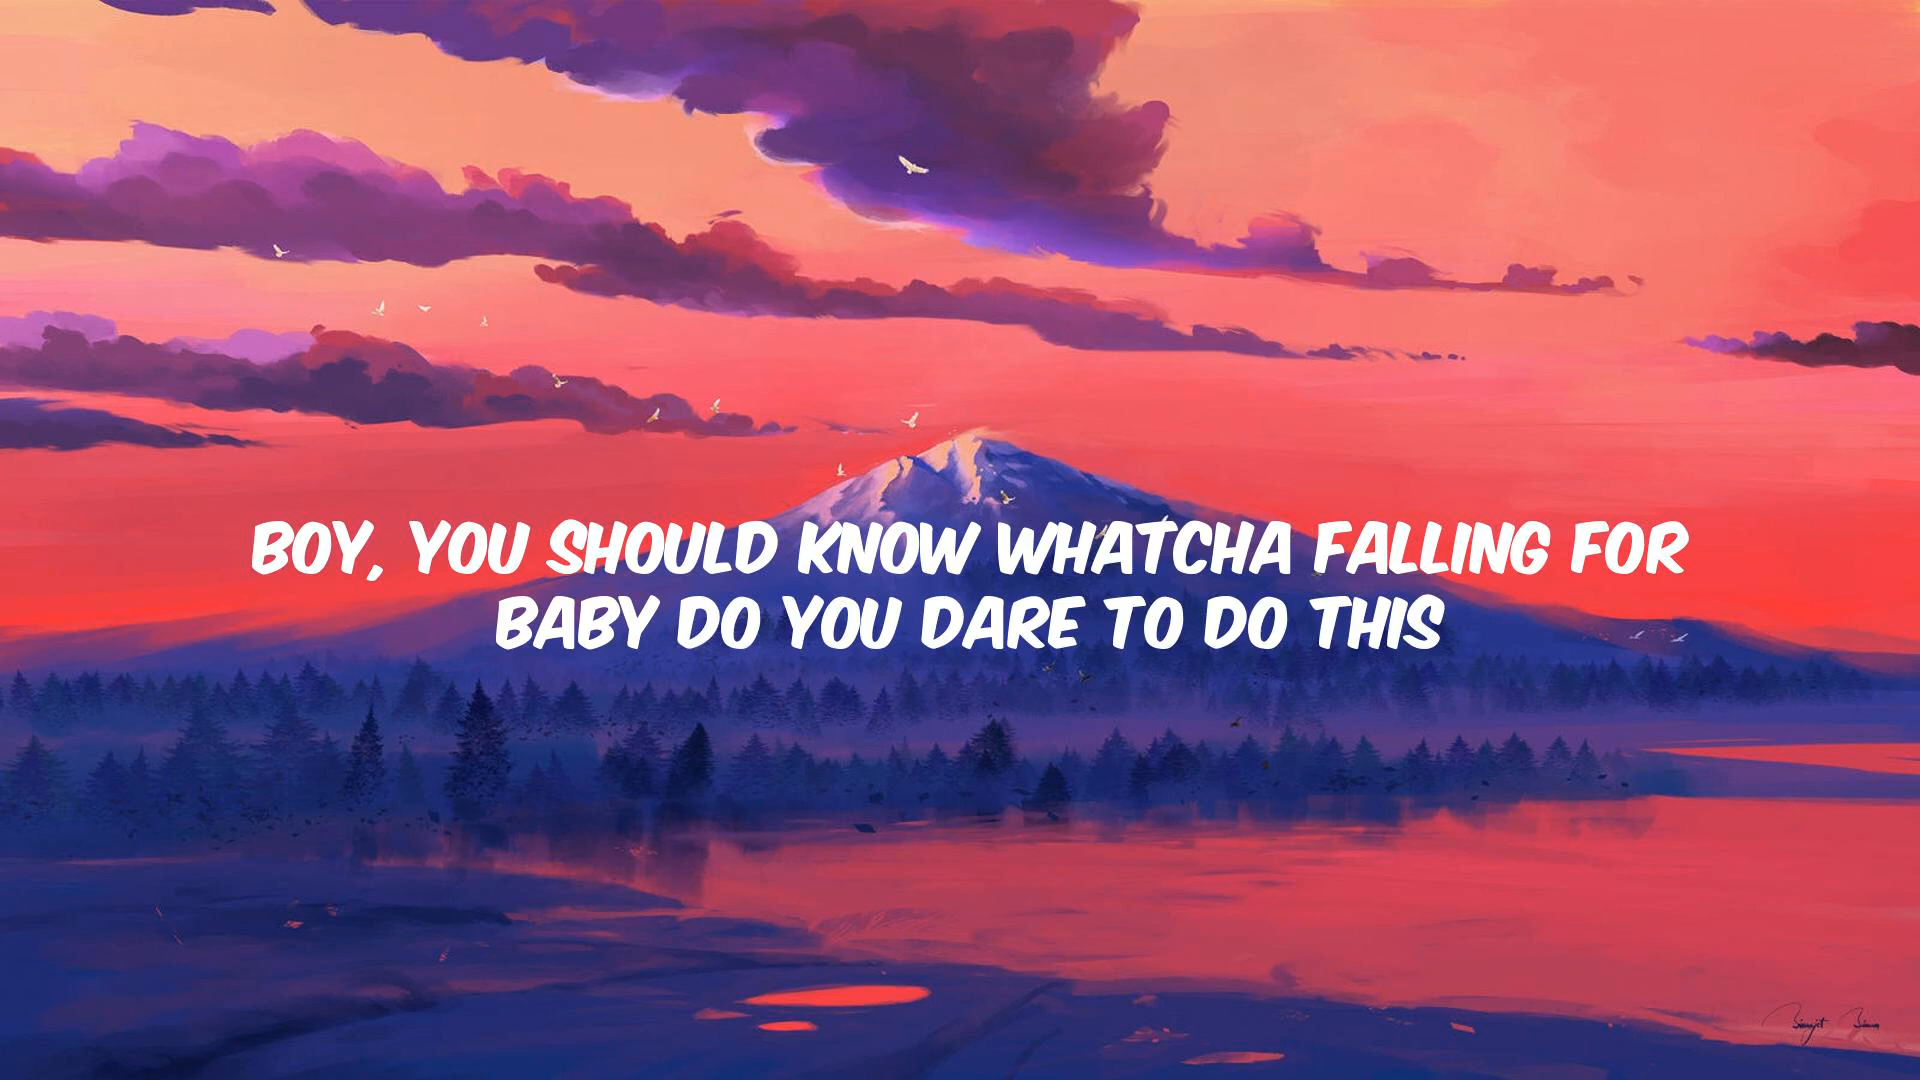 BOY, YOU SHOULD KNOW WHATCHA FALLING FOR
BABY DO YOU DARE TO DO THIS